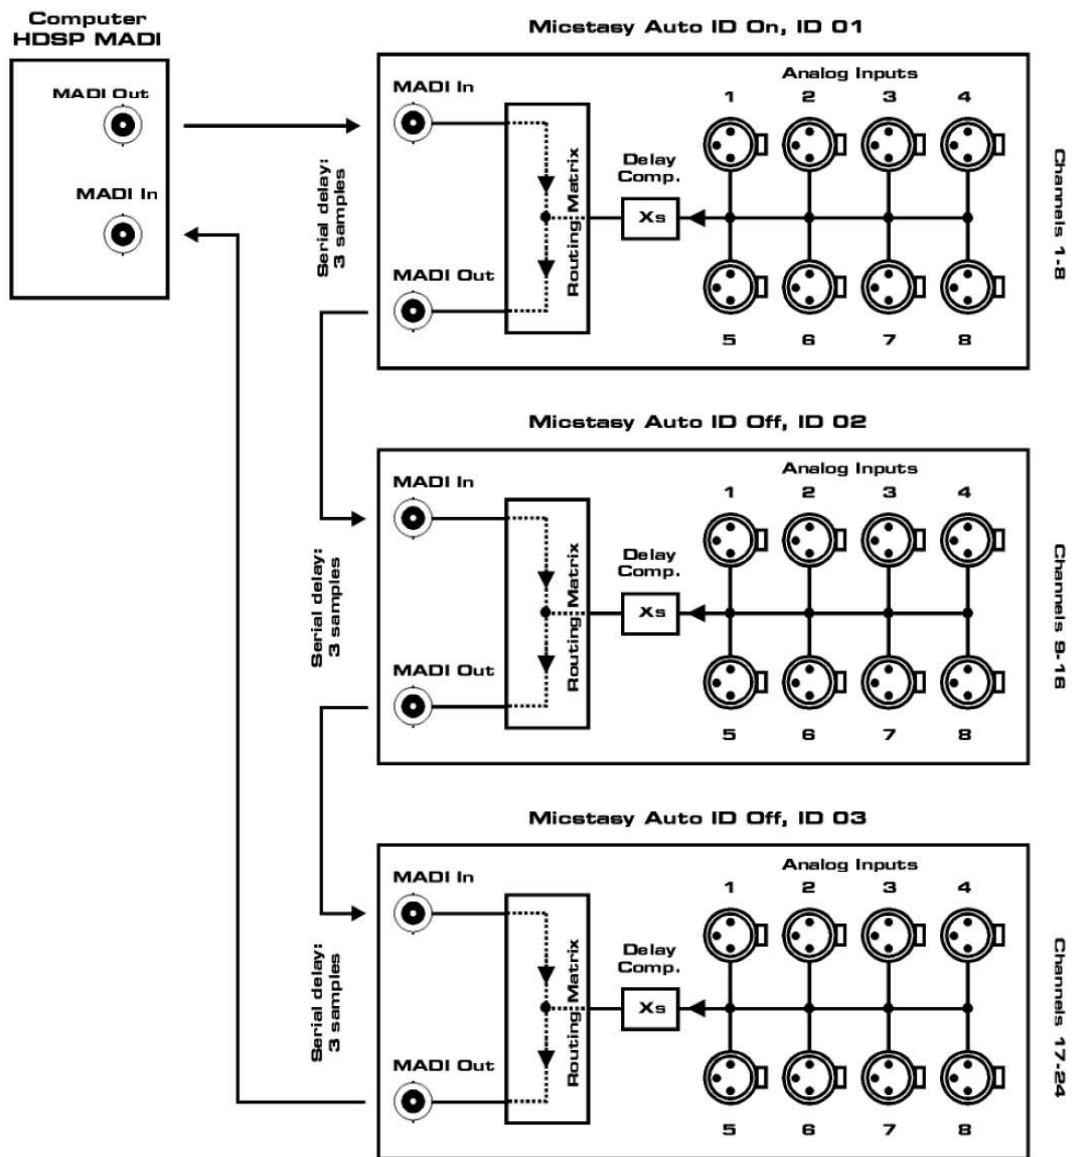 Computer
HDSP MADI
MADI Out
MADI In
Serial delay:
3 samples
Micstasy Auto ID On, ID 01
MADI In
MADI Out
Routing Matrix
Delay
Comp.
Xs
Analog Inputs
1 2 3 4
5 6 7 8
Channels 1-8
Micstasy Auto ID Off, ID 02
MADI In
MADI Out
Serial delay:
3 samples
Routing Matrix
Delay
Comp.
Xs
Analog Inputs
1 2 3 4
5 6 7 8
Channels 9-16
Micstasy Auto ID Off, ID 03
MADI In
MADI Out
Serial delay:
3 samples
Routing Matrix
Delay
Comp.
Xs
Analog Inputs
1 2 3 4
5 6 7 8
Channels 17-24